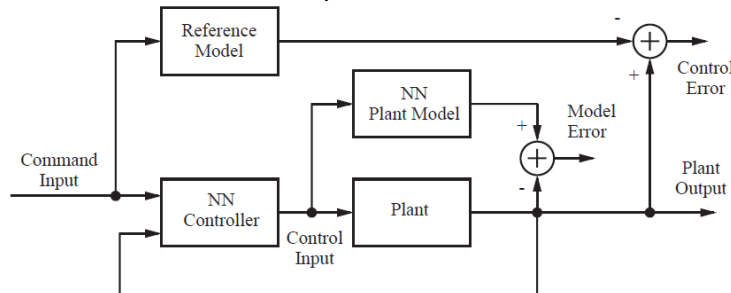 -
Reference
Model
+
Control
Error
NN
Plant Model
+
Model
Error
Command
Input
-
Plant
Output
NN
Controller
Plant
Control
Input